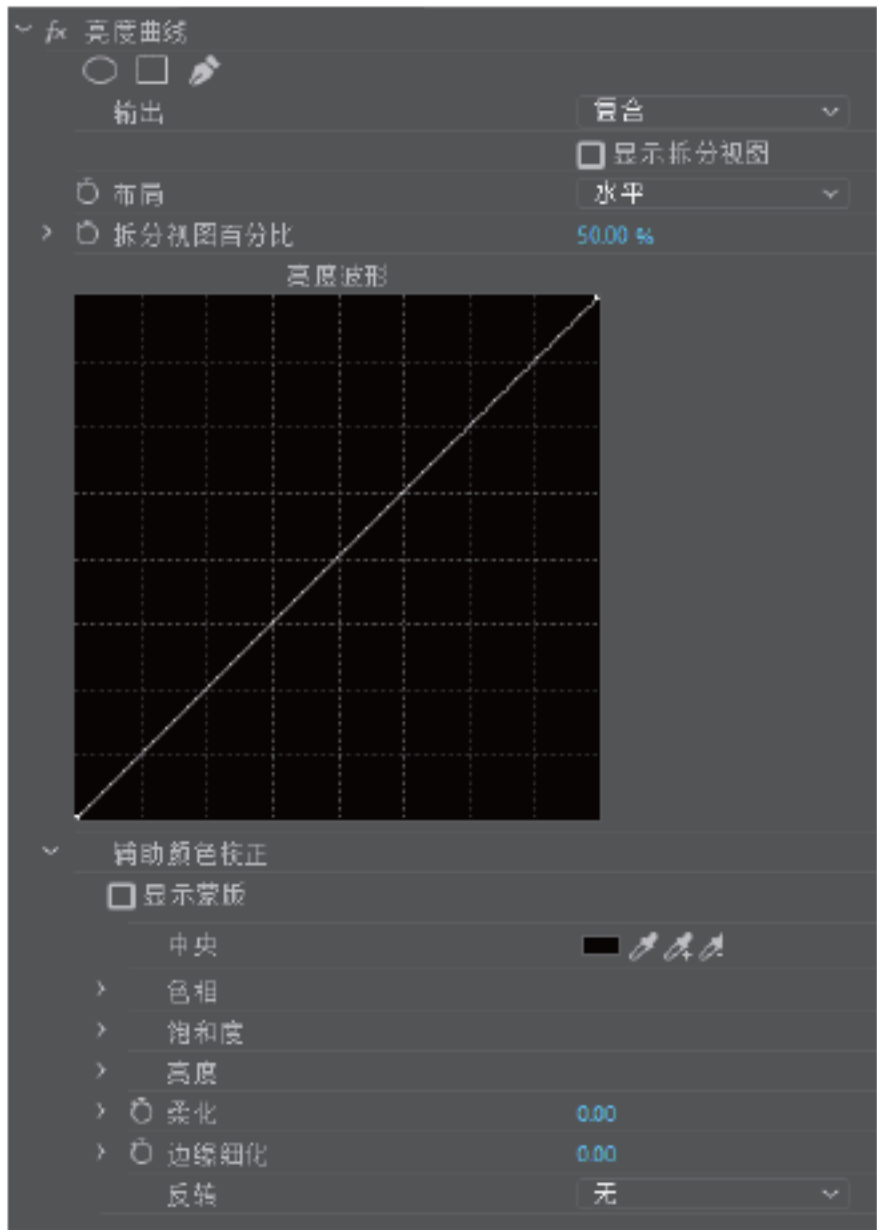 fx 亮度曲线
输出 复合
显示拆分视图
布局 水平
拆分视图百分比 50.00 %
亮度波形
辅助颜色校正
显示蒙版
中央
色相
饱和度
亮度
柔化 0.00
边缘细化 0.00
反转 无